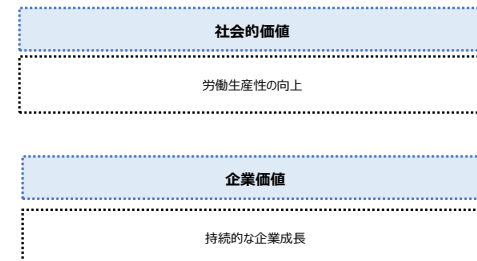 社会的価値
労働生産性の向上
企業価値
持続的な企業成長